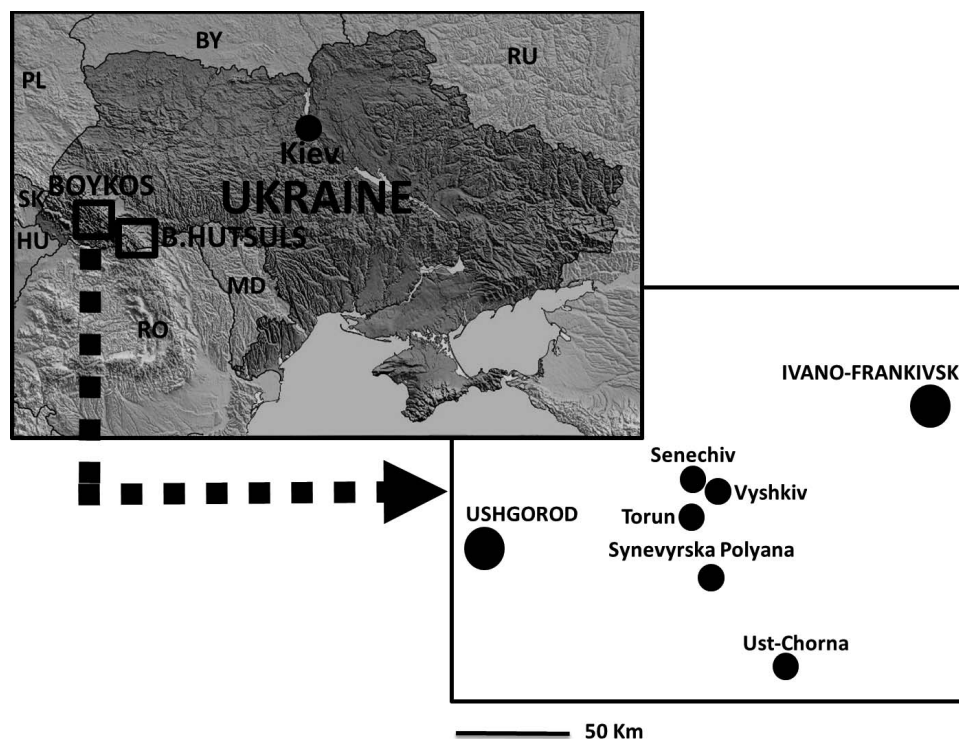 BY
RU
PL
Kiev
UKRAINE
SK
BOYKOS
HU
B.HUTSULS
MD
RO
IVANO-FRANKIVSK
Senechiv
Vyshkiv
Torun
USHGOROD
Synevyrska Polyana
Ust-Chorna
50 Km